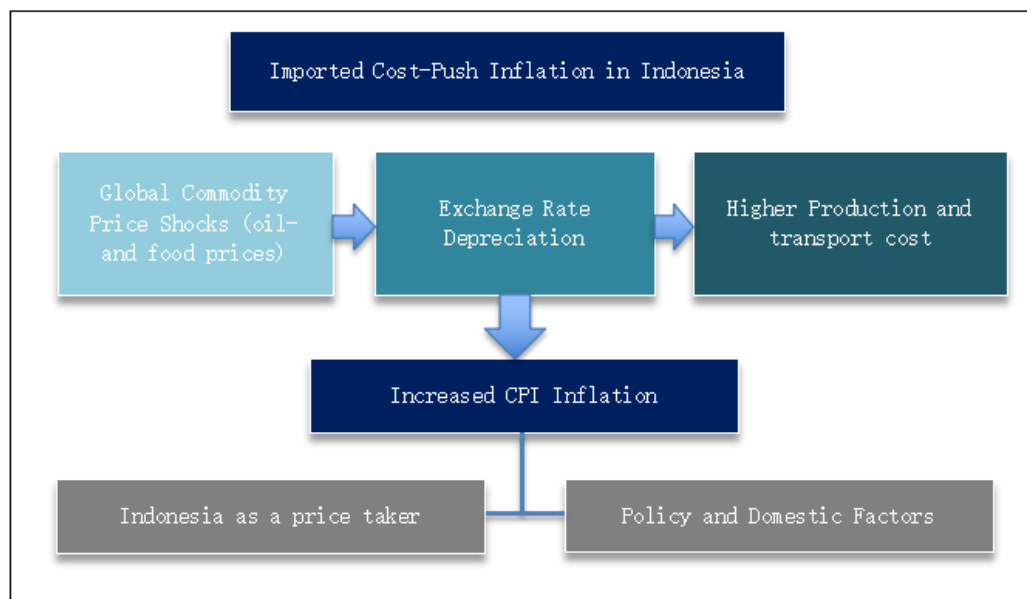 Imported Cost-Push Inflation in Indonesia
Global Commodity
Price Shocks (oil-
and food prices)
Exchange Rate
Depreciation
Higher Production and
transport cost
Increased CPI Inflation
Indonesia as a price taker
Policy and Domestic Factors